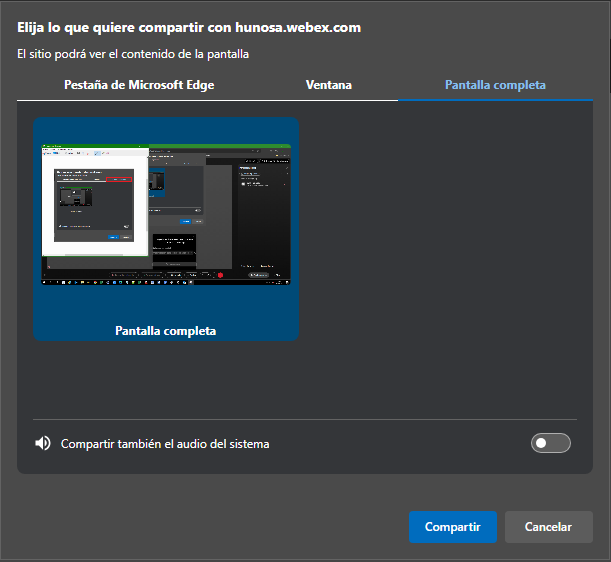 Elija lo que quiere compartir con hunosa.webex.com
El sitio podrá ver el contenido de la pantalla
Pestaña de Microsoft Edge
Ventana
Pantalla completa
Pantalla completa
Compartir también el audio del sistema
Compartir
Cancelar